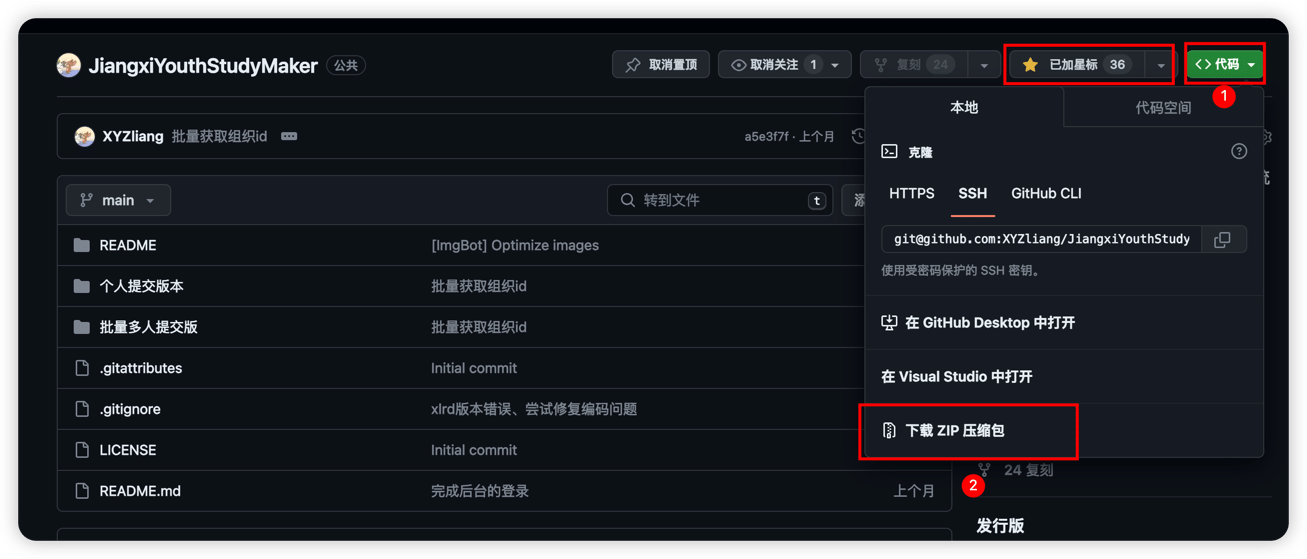 JiangxiYouthStudyMaker 公共 取消置顶 取消关注 1 复刻 24 已加星标 36 <> 代码
1
XYZliang 批量获取组织id a5e3f7f · 上个月
本地 代码空间
克隆
main 转到文件 t 添
HTTPS SSH GitHub CLI
git@github.com:XYZliang/JiangxiYouthStudy
使用受密码保护的 SSH 密钥。
README [ImgBot] Optimize images
个人提交版本 批量获取组织id
批量多人提交版 批量获取组织id
在 GitHub Desktop 中打开
.gitattributes Initial commit
在 Visual Studio 中打开
.gitignore xlrd版本错误、尝试修复编码问题
下载 ZIP 压缩包
LICENSE Initial commit
24 复刻
README.md 完成后台的登录 上个月
2
发行版